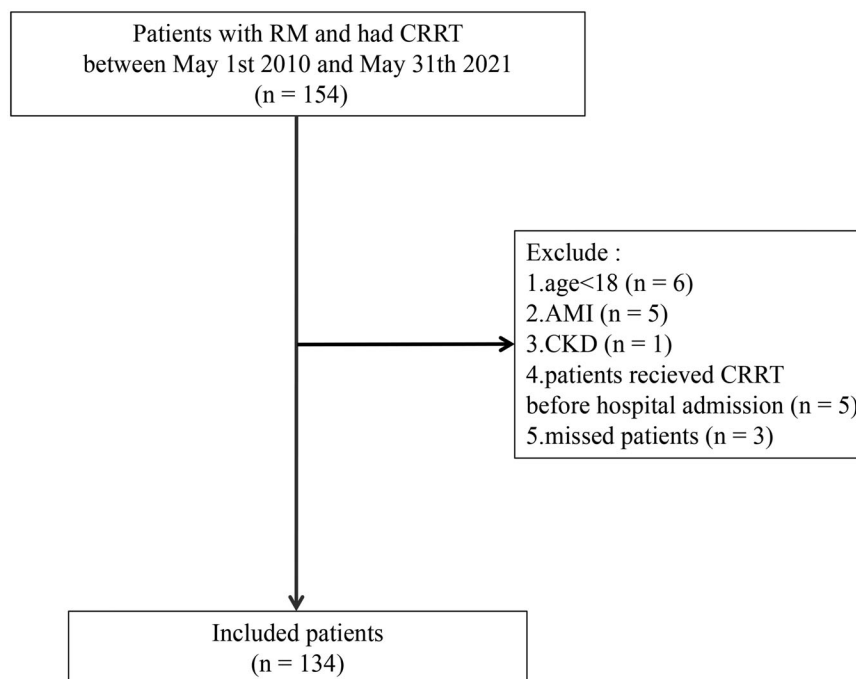 Patients with RM and had CRRT
between May 1st 2010 and May 31th 2021
(n = 154)
Exclude :
1.age<18 (n = 6)
2.AMI (n = 5)
3.CKD (n = 1)
4.patients recieved CRRT
before hospital admission (n = 5)
5.missed patients (n = 3)
Included patients
(n = 134)